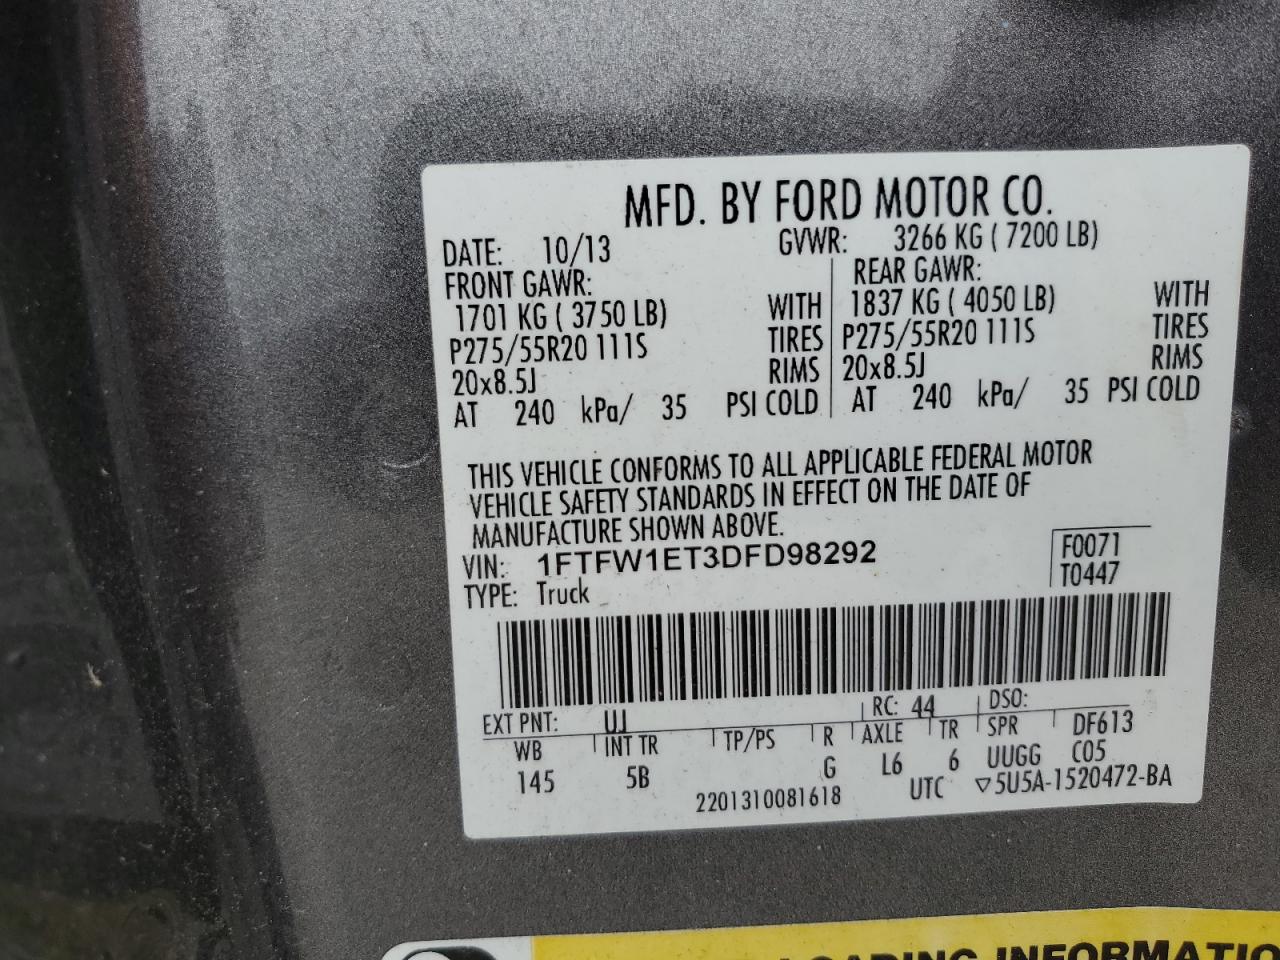 MFD. BY FORD MOTOR CO.
DATE: 10/13 GVWR: 3266 KG ( 7200 LB)
FRONT GAWR: REAR GAWR:
1701 KG ( 3750 LB) WITH 1837 KG ( 4050 LB) WITH
P275/55R20 111S TIRES P275/55R20 111S TIRES
20x8.5J RIMS 20x8.5J RIMS
AT 240 kPa/ 35 PSI COLD AT 240 kPa/ 35 PSI COLD
THIS VEHICLE CONFORMS TO ALL APPLICABLE FEDERAL MOTOR
VEHICLE SAFETY STANDARDS IN EFFECT ON THE DATE OF
MANUFACTURE SHOWN ABOVE.
VIN: 1FTFW1ET3DFD98292 F0071
TYPE: Truck T0447
EXT PNT: UJ RC: 44 DSO:
WB INT TR TP/PS R AXLE TR SPR DF613
145 5B G L6 6 UUGG C05
2201310081618 UTC ▽5U5A-1520472-BA
LOADING INFORMATIO